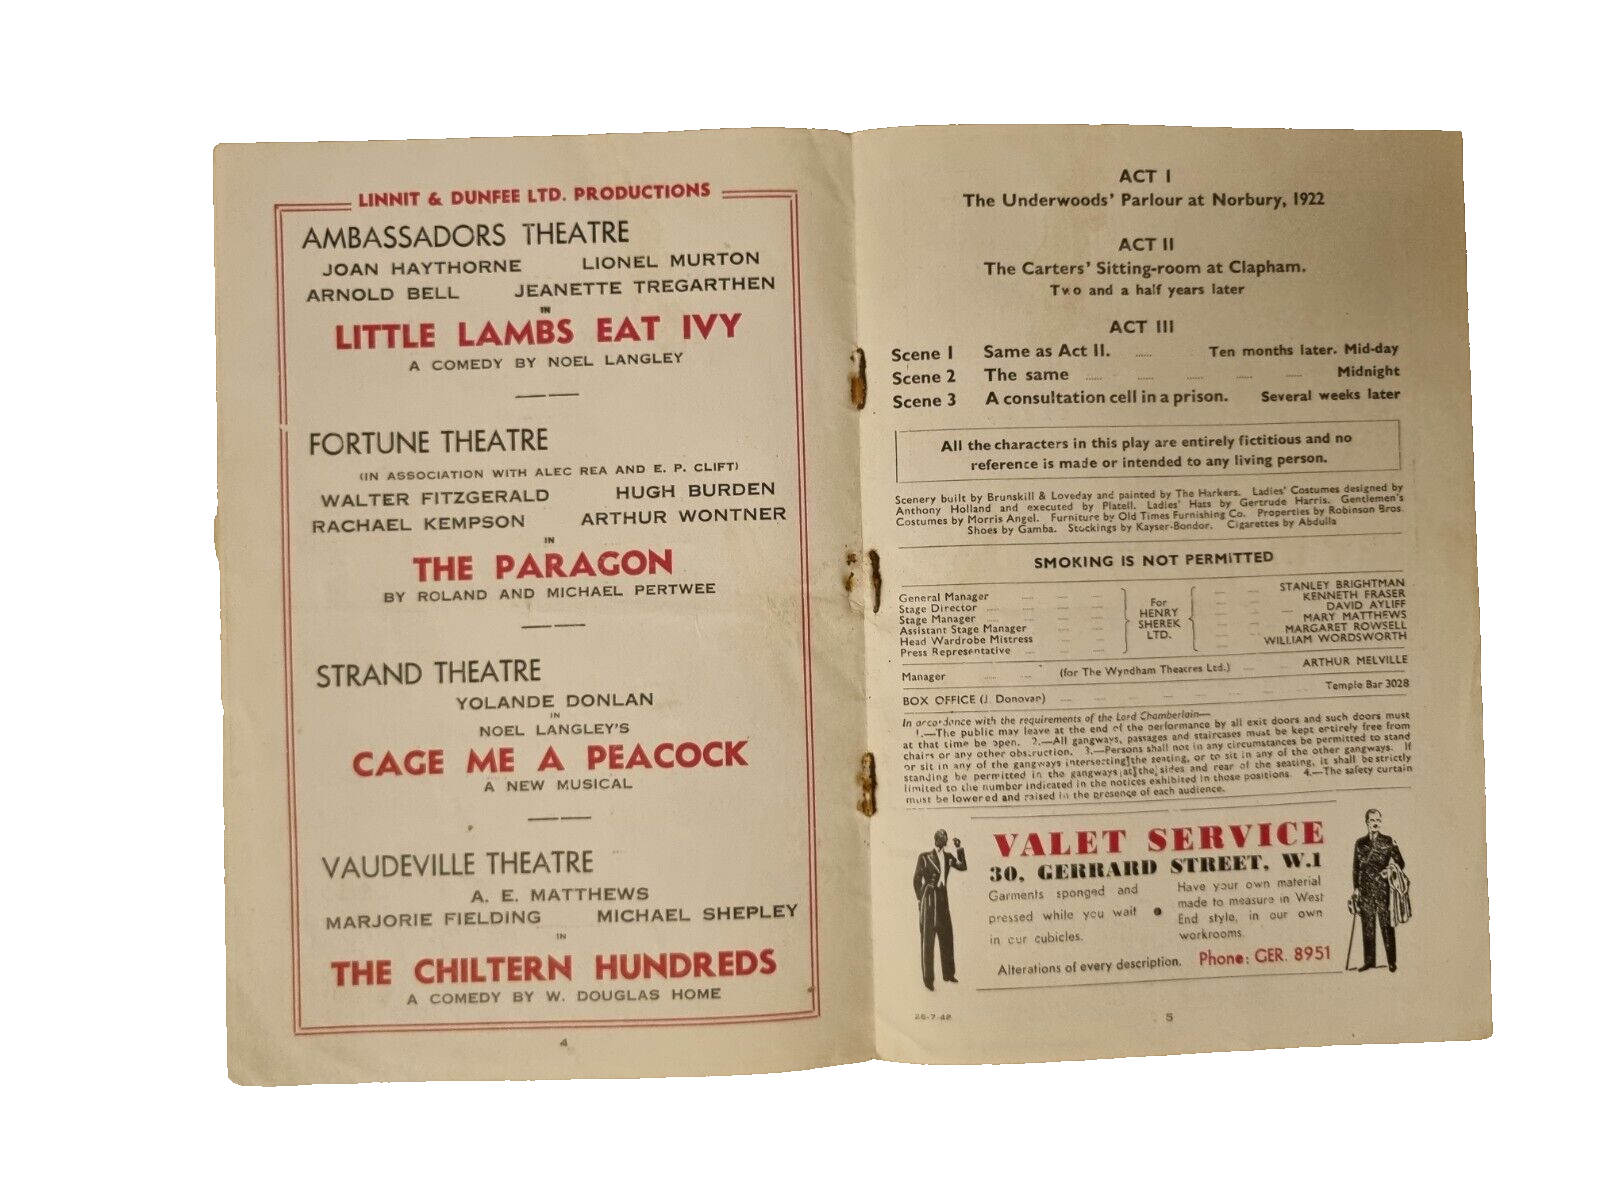 LINNIT & DUNFEE LTD. PRODUCTIONS
AMBASSADORS THEATRE
JOAN HAYTHORNE LIONEL MURTON
ARNOLD BELL JEANETTE TREGARTHEN
IN
LITTLE LAMBS EAT IVY
A COMEDY BY NOEL LANGLEY
FORTUNE THEATRE
(IN ASSOCIATION WITH ALEC REA AND E. P. CLIFT)
WALTER FITZGERALD HUGH BURDEN
RACHAEL KEMPSON ARTHUR WONTNER
IN
THE PARAGON
BY ROLAND AND MICHAEL PERTWEE
STRAND THEATRE
YOLANDE DONLAN
IN
NOEL LANGLEY'S
CAGE ME A PEACOCK
A NEW MUSICAL
VAUDEVILLE THEATRE
A. E. MATTHEWS
MARJORIE FIELDING MICHAEL SHEPLEY
IN
THE CHILTERN HUNDREDS
A COMEDY BY W. DOUGLAS HOME
4
ACT I
The Underwoods' Parlour at Norbury, 1922
ACT II
The Carters' Sitting-room at Clapham.
Two and a half years later
ACT III
Scene 1 Same as Act II. ...... Ten months later. Mid-day
Scene 2 The same ...... ...... ...... ...... ...... Midnight
Scene 3 A consultation cell in a prison. Several weeks later
All the characters in this play are entirely fictitious and no
reference is made or intended to any living person.
Scenery built by Brunskill & Loveday and painted by The Harkers. Ladies' Costumes designed by
Anthony Holland and executed by Platell. Ladies' Hats by Gertrude Harris. Gentlemen's
Costumes by Morris Angel. Furniture by Old Times Furnishing Co. Properties by Robinson Bros.
Shoes by Gamba. Stockings by Kayser-Bondor. Cigarettes by Abdulla
SMOKING IS NOT PERMITTED
General Manager STANLEY BRIGHTMAN
Stage Director KENNETH FRASER
Stage Manager For DAVID AYLIFF
Assistant Stage Manager HENRY MARY MATTHEWS
Head Wardrobe Mistress SHEREK MARGARET ROWSELL
Press Representative LTD. WILLIAM WORDSWORTH
Manager (for The Wyndham Theatres Ltd.) ARTHUR MELVILLE
BOX OFFICE (J. Donovan) Temple Bar 3028
In accordance with the requirements of the Lord Chamberlain—
1.—The public may leave at the end of the performance by all exit doors and such doors must
at that time be open. 2.—All gangways, passages and staircases must be kept entirely free from
chairs or any other obstruction. 3.—Persons shall not in any circumstances be permitted to stand
or sit in any of the gangways intersecting the seating, or to sit in any of the other gangways. If
standing be permitted in the gangways at the sides and rear of the seating, it shall be strictly
limited to the number indicated in the notices exhibited in those positions. 4.—The safety curtain
must be lowered and raised in the presence of each audience.
VALET SERVICE
30, GERRARD STREET, W.1
Garments sponged and
pressed while you wait
in our cubicles.
Have your own material
made to measure in West
End style, in our own
workrooms.
Alterations of every description. Phone: GER. 8951
26-7-48
5